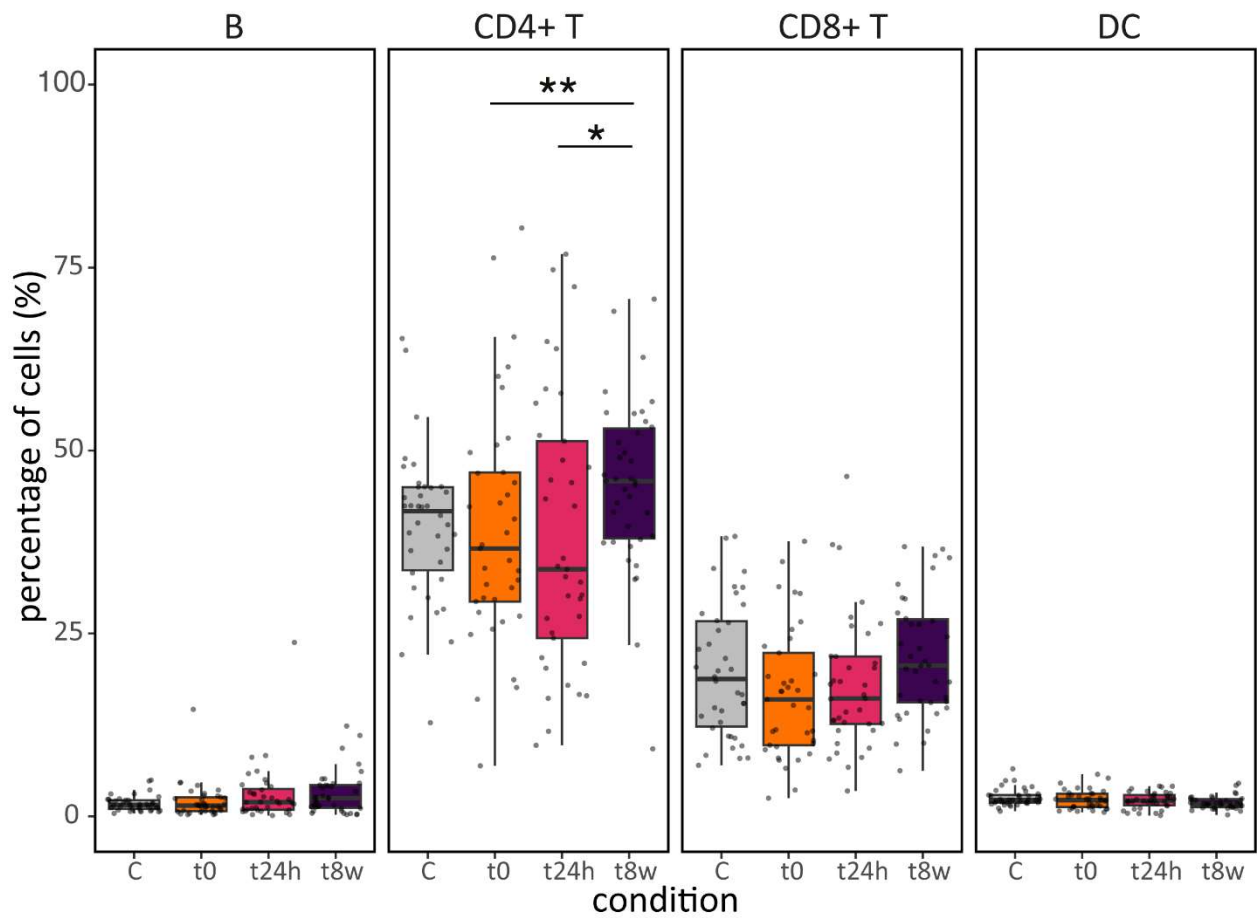 B CD4+ T CD8+ T DC
percentage of cells (%)
100
**
*
75
50
25
0
C t0 t24h t8w C t0 t24h t8w C t0 t24h t8w C t0 t24h t8w
condition